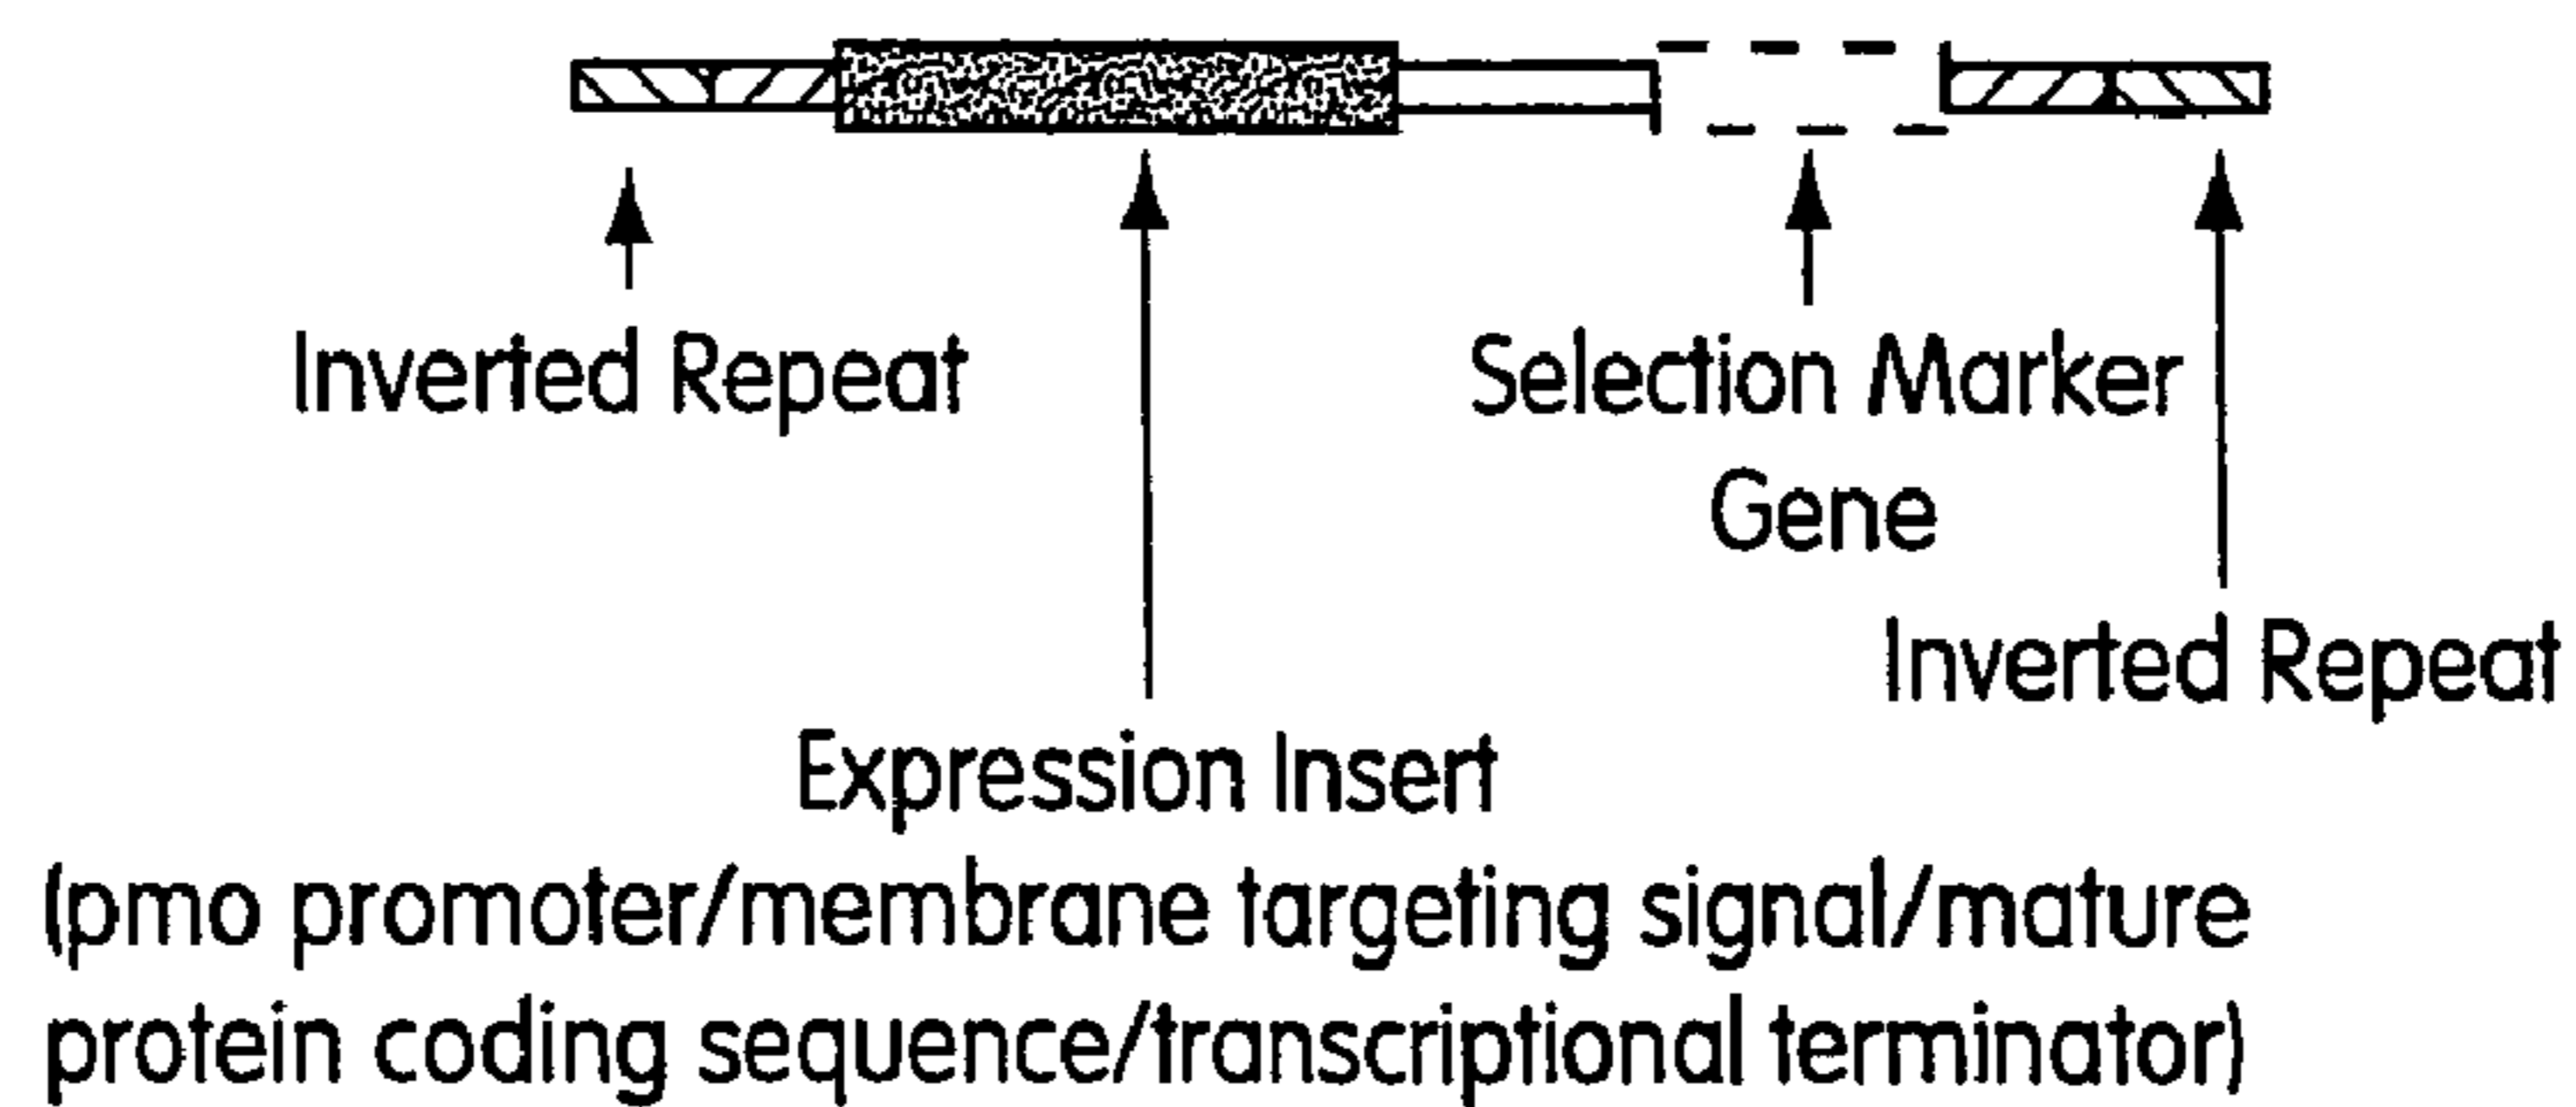 Inverted Repeat
Selection Marker
Gene
Inverted Repeat
Expression Insert
(pmo promoter/membrane targeting signal/mature
protein coding sequence/transcriptional terminator)